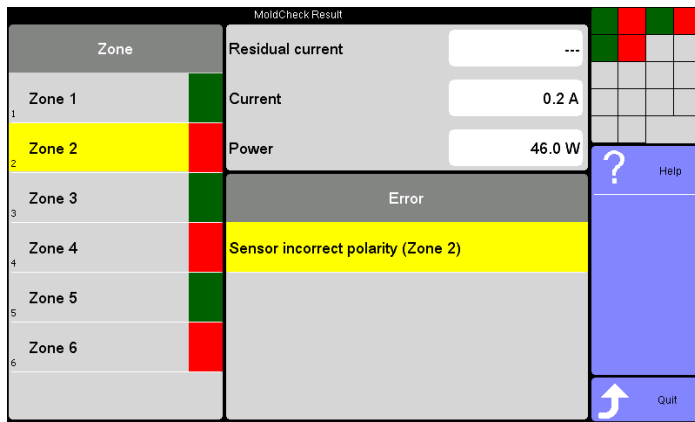 MoldCheck Result
Zone
1 Zone 1
2 Zone 2
3 Zone 3
4 Zone 4
5 Zone 5
6 Zone 6
Residual current ---
Current 0.2 A
Power 46.0 W
Error
Sensor incorrect polarity (Zone 2)
? Help
Quit